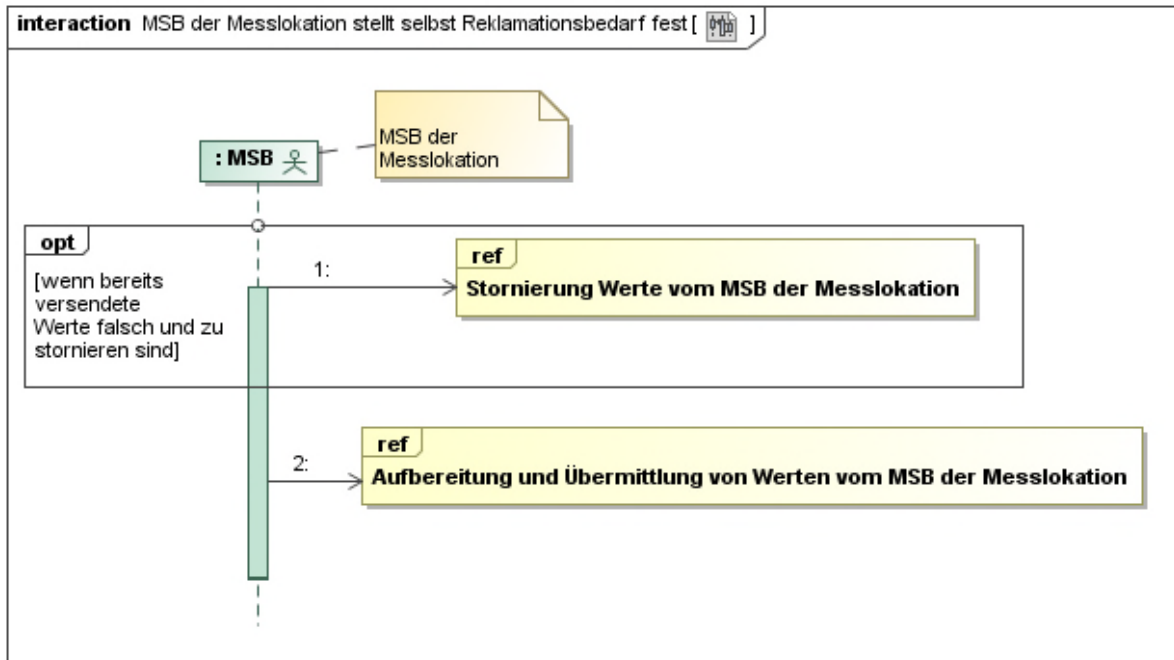 interaction MSB der Messlokation stellt selbst Reklamationsbedarf fest [ ]
MSB der
Messlokation
: MSB
opt
[wenn bereits
versendete
Werte falsch und zu
stornieren sind]
1:
ref
Stornierung Werte vom MSB der Messlokation
2:
ref
Aufbereitung und Übermittlung von Werten vom MSB der Messlokation